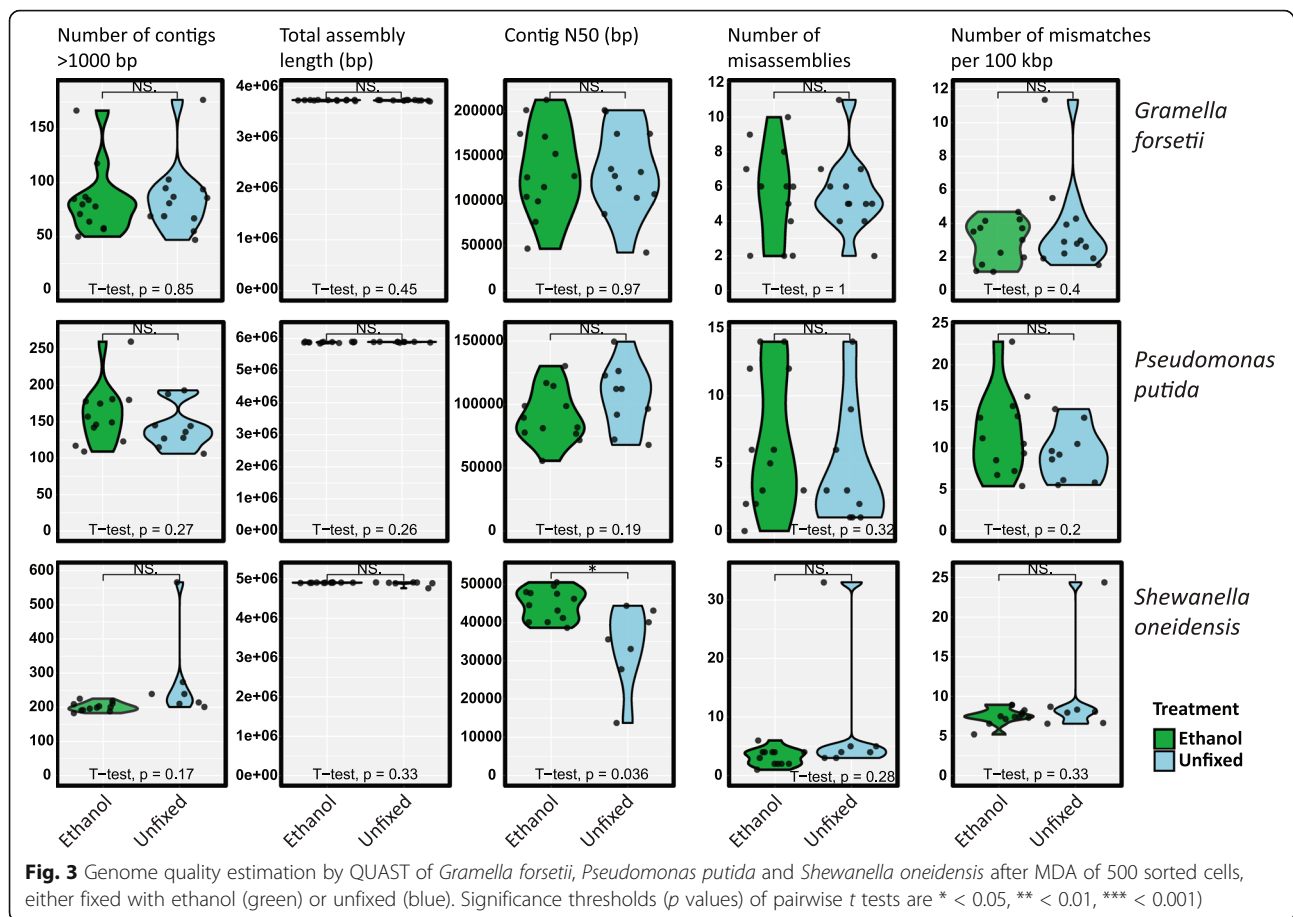 Number of contigs >1000 bp
Total assembly length (bp)
Contig N50 (bp)
Number of misassemblies
Number of mismatches per 100 kbp
NS.
150
100
50
0
T−test, p = 0.85
NS.
4e+06
3e+06
2e+06
1e+06
0e+00
T−test, p = 0.45
NS.
200000
150000
100000
50000
0
T−test, p = 0.97
NS.
12
10
8
6
4
2
0
T−test, p = 1
NS.
12
10
8
6
4
2
0
T−test, p = 0.4
Gramella forsetii
NS.
250
200
150
100
50
0
T−test, p = 0.27
NS.
6e+06
5e+06
4e+06
3e+06
2e+06
1e+06
0e+00
T−test, p = 0.26
NS.
150000
100000
50000
0
T−test, p = 0.19
NS.
15
10
5
0
T−test, p = 0.32
NS.
25
20
15
10
5
0
T−test, p = 0.2
Pseudomonas putida
NS.
600
500
400
300
200
100
0
T−test, p = 0.17
NS.
5e+06
4e+06
3e+06
2e+06
1e+06
0e+00
T−test, p = 0.33
*
50000
40000
30000
20000
10000
0
T−test, p = 0.036
NS.
30
20
10
0
T−test, p = 0.28
NS.
25
20
15
10
5
0
T−test, p = 0.33
Shewanella oneidensis
Treatment
Ethanol
Unfixed
Ethanol
Unfixed
Ethanol
Unfixed
Ethanol
Unfixed
Ethanol
Unfixed
Ethanol
Unfixed
Fig. 3 Genome quality estimation by QUAST of Gramella forsetii, Pseudomonas putida and Shewanella oneidensis after MDA of 500 sorted cells,
either fixed with ethanol (green) or unfixed (blue). Significance thresholds (p values) of pairwise t tests are * < 0.05, ** < 0.01, *** < 0.001)